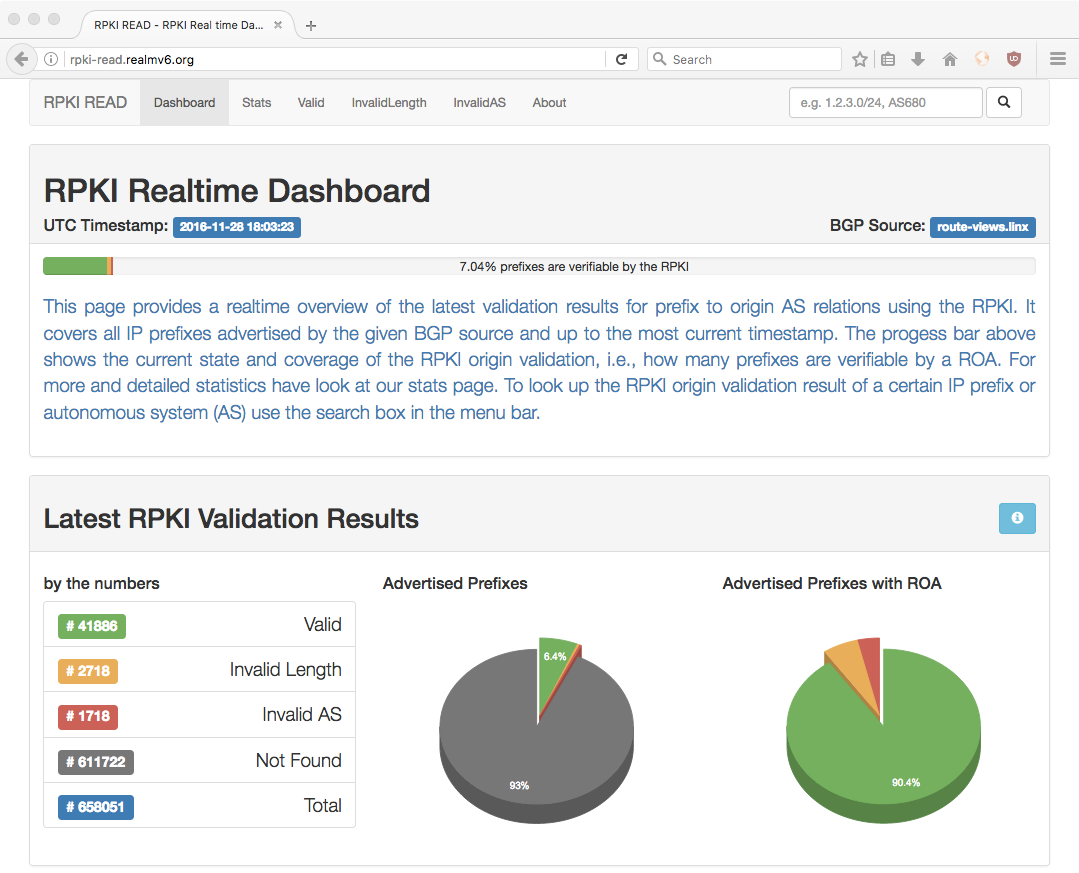 RPKI READ - RPKI Real time Da...
rpki-read.realmv6.org
Search
RPKI READ
Dashboard
Stats
Valid
InvalidLength
InvalidAS
About
e.g. 1.2.3.0/24, AS680
RPKI Realtime Dashboard
UTC Timestamp: 2016-11-28 18:03:23
BGP Source: route-views.linx
7.04% prefixes are verifiable by the RPKI
This page provides a realtime overview of the latest validation results for prefix to origin AS relations using the RPKI. It
covers all IP prefixes advertised by the given BGP source and up to the most current timestamp. The progess bar above
shows the current state and coverage of the RPKI origin validation, i.e., how many prefixes are verifiable by a ROA. For
more and detailed statistics have look at our stats page. To look up the RPKI origin validation result of a certain IP prefix or
autonomous system (AS) use the search box in the menu bar.
Latest RPKI Validation Results
by the numbers
# 41886 Valid
# 2718 Invalid Length
# 1718 Invalid AS
# 611722 Not Found
# 658051 Total
Advertised Prefixes
6.4%
93%
Advertised Prefixes with ROA
90.4%